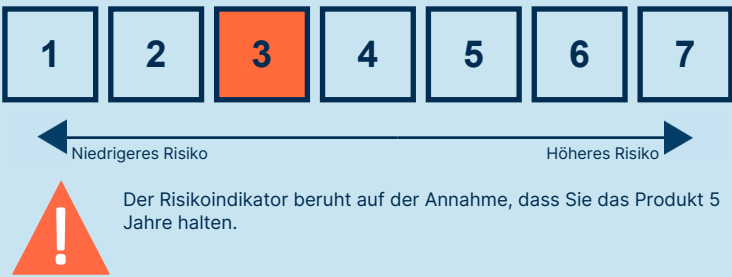 1 2 3 4 5 6 7
Niedrigeres Risiko Höheres Risiko
Der Risikoindikator beruht auf der Annahme, dass Sie das Produkt 5
Jahre halten.
!